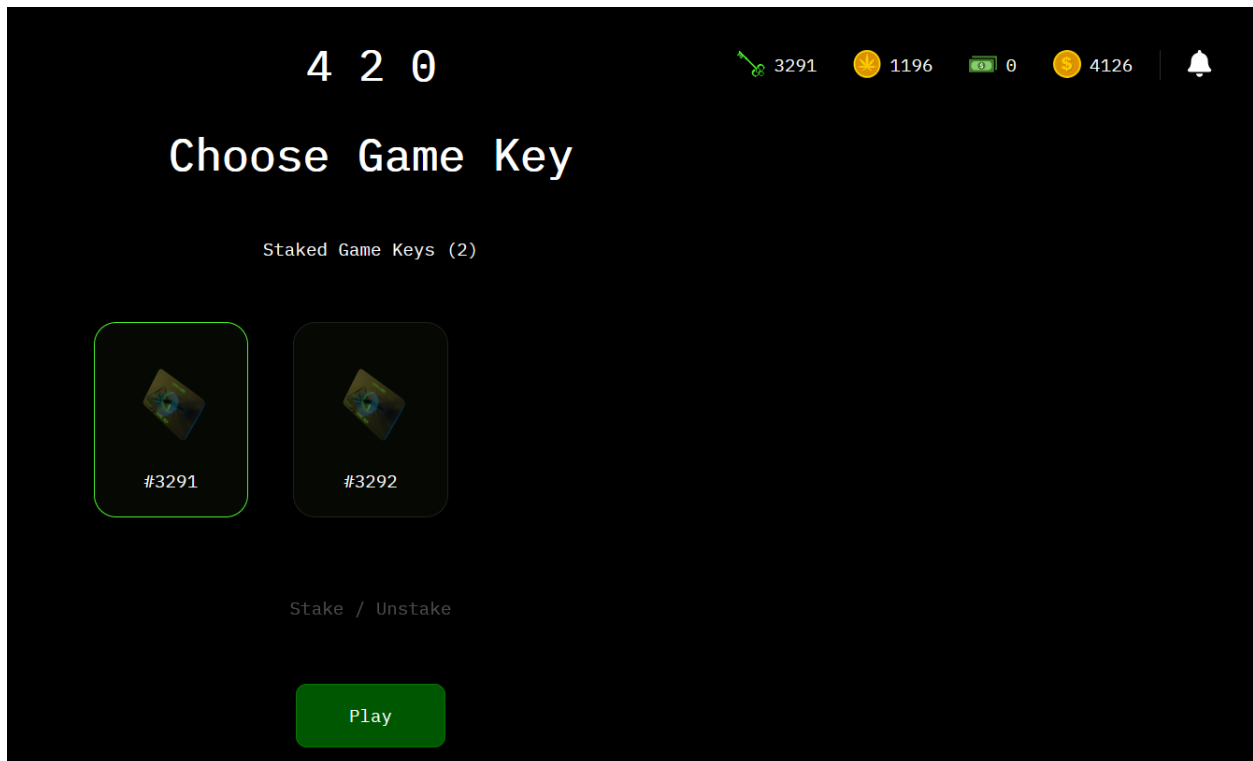 4 2 0
3291 1196 0 4126
Choose Game Key
Staked Game Keys (2)
#3291 #3292
Stake / Unstake
Play